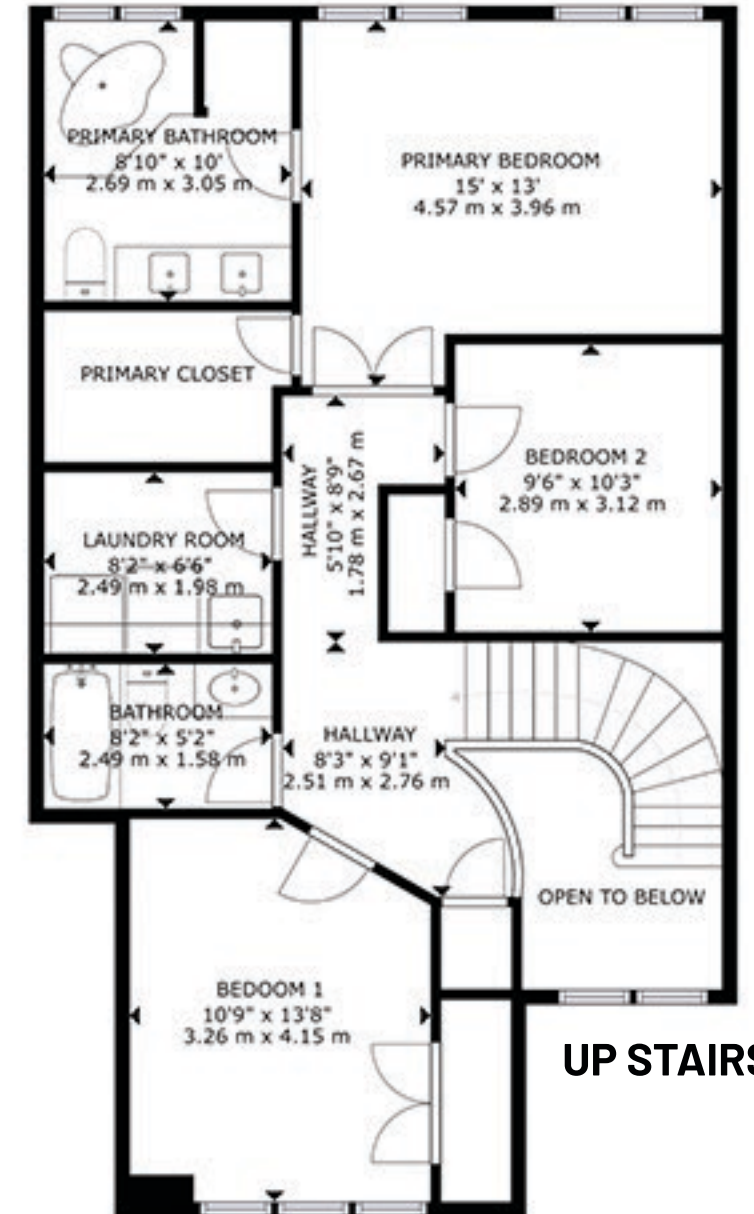 PRIMARY BATHROOM
8'10" x 10'
2.69 m x 3.05 m
PRIMARY BEDROOM
15' x 13'
4.57 m x 3.96 m
PRIMARY CLOSET
HALLWAY
5'10" x 8'9"
1.78 m x 2.67 m
BEDROOM 2
9'6" x 10'3"
2.89 m x 3.12 m
LAUNDRY ROOM
8'2" x 6'6"
2.49 m x 1.98 m
BATHROOM
8'2" x 5'2"
2.49 m x 1.58 m
HALLWAY
8'3" x 9'1"
2.51 m x 2.76 m
OPEN TO BELOW
BEDOOM 1
10'9" x 13'8"
3.26 m x 4.15 m
UP STAIRS